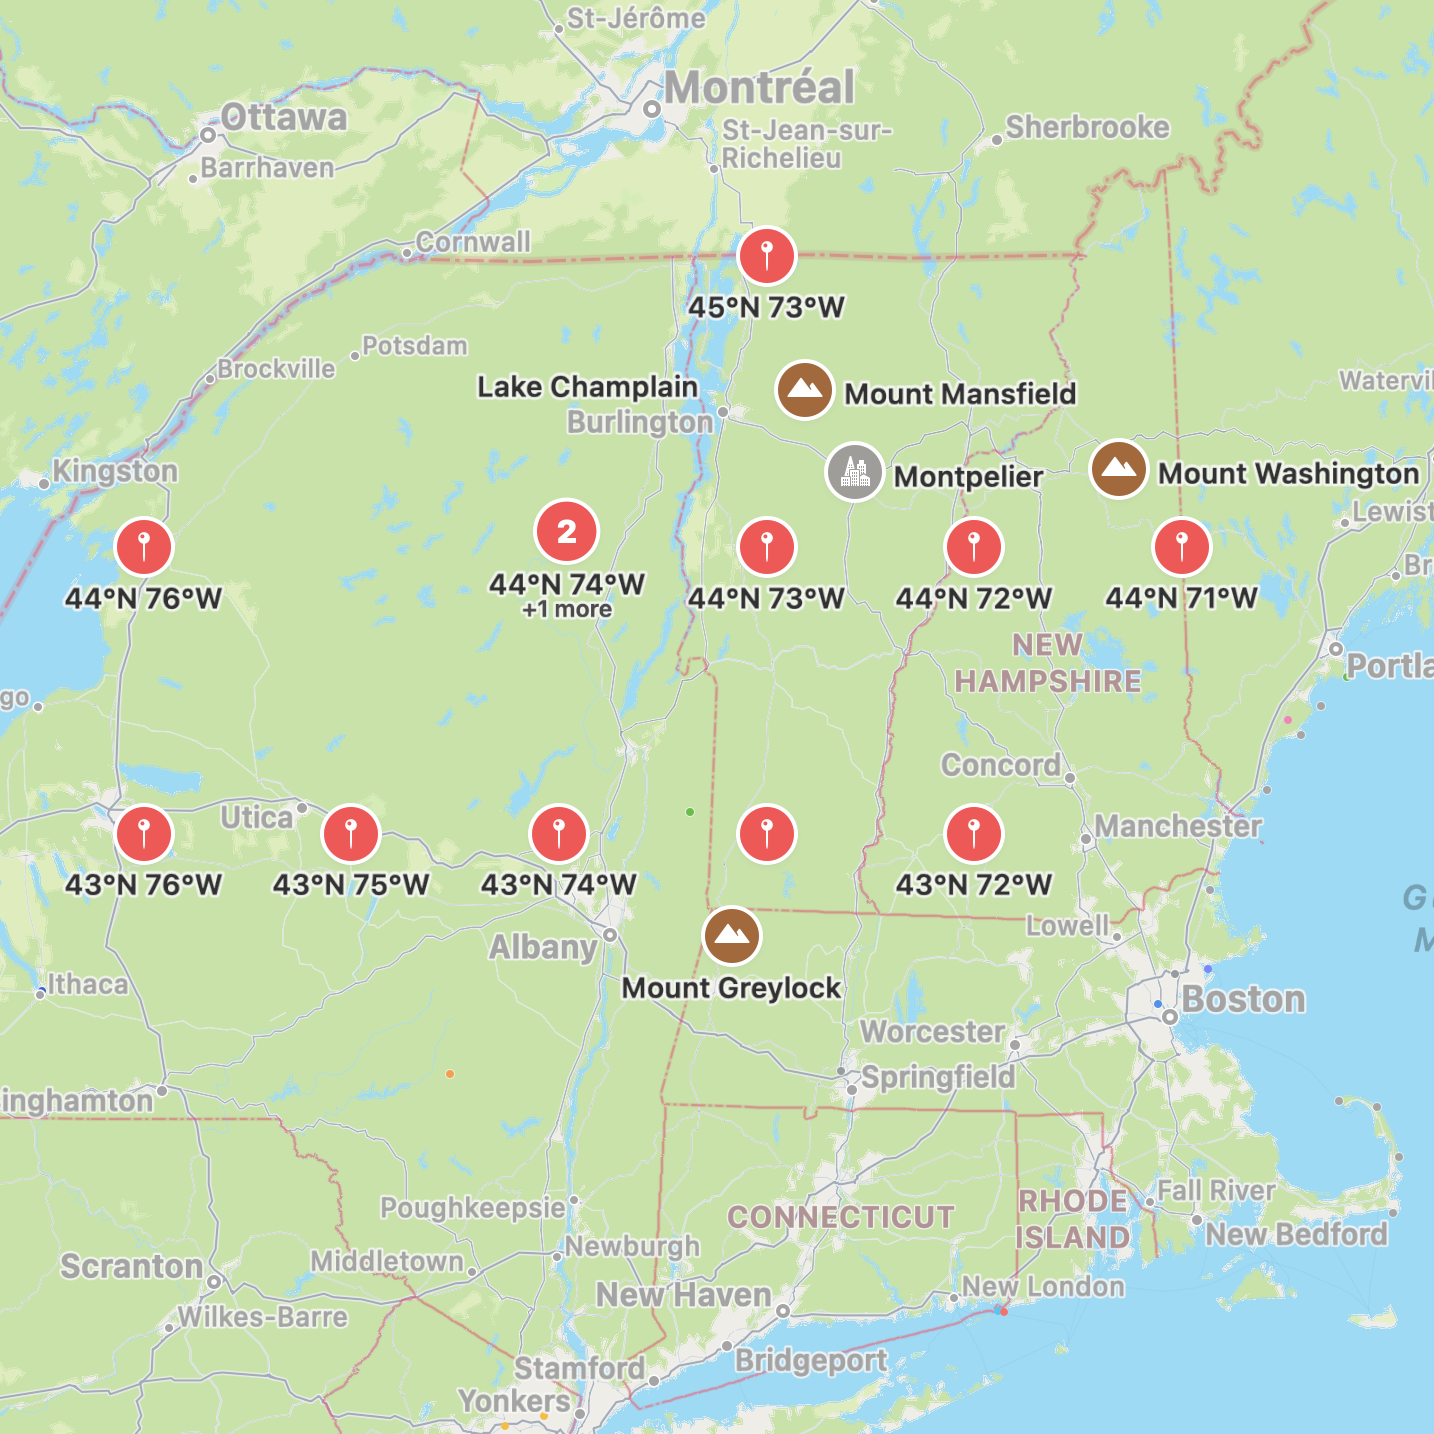 St-Jérôme
Montréal
Ottawa
St-Jean-sur-
Richelieu
Sherbrooke
Barrhaven
Cornwall
45°N 73°W
Potsdam
Brockville
Watervil
Lake Champlain
Mount Mansfield
Burlington
Kingston
Montpelier
Mount Washington
Lewist
2
44°N 76°W
44°N 74°W
+1 more
44°N 73°W
44°N 72°W
44°N 71°W
Br
NEW
HAMPSHIRE
Portla
go
Concord
Utica
Manchester
43°N 76°W
43°N 75°W
43°N 74°W
43°N 72°W
G
M
Lowell
Albany
Mount Greylock
Ithaca
Boston
Worcester
Springfield
inghamton
Poughkeepsie
CONNECTICUT
RHODE
ISLAND
Fall River
New Bedford
Newburgh
Middletown
Scranton
New Haven
New London
Wilkes-Barre
Stamford
Bridgeport
Yonkers